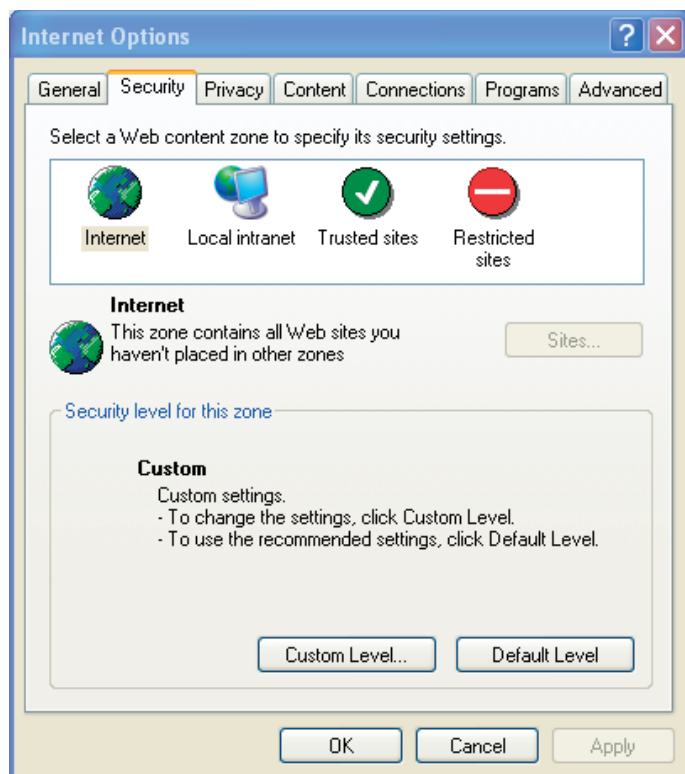 Internet Options
General Security Privacy Content Connections Programs Advanced
Select a Web content zone to specify its security settings.
Internet Local intranet Trusted sites Restricted
sites
Internet
This zone contains all Web sites you
haven't placed in other zones
Sites...
Security level for this zone
Custom
Custom settings.
- To change the settings, click Custom Level.
- To use the recommended settings, click Default Level.
Custom Level... Default Level
OK Cancel Apply